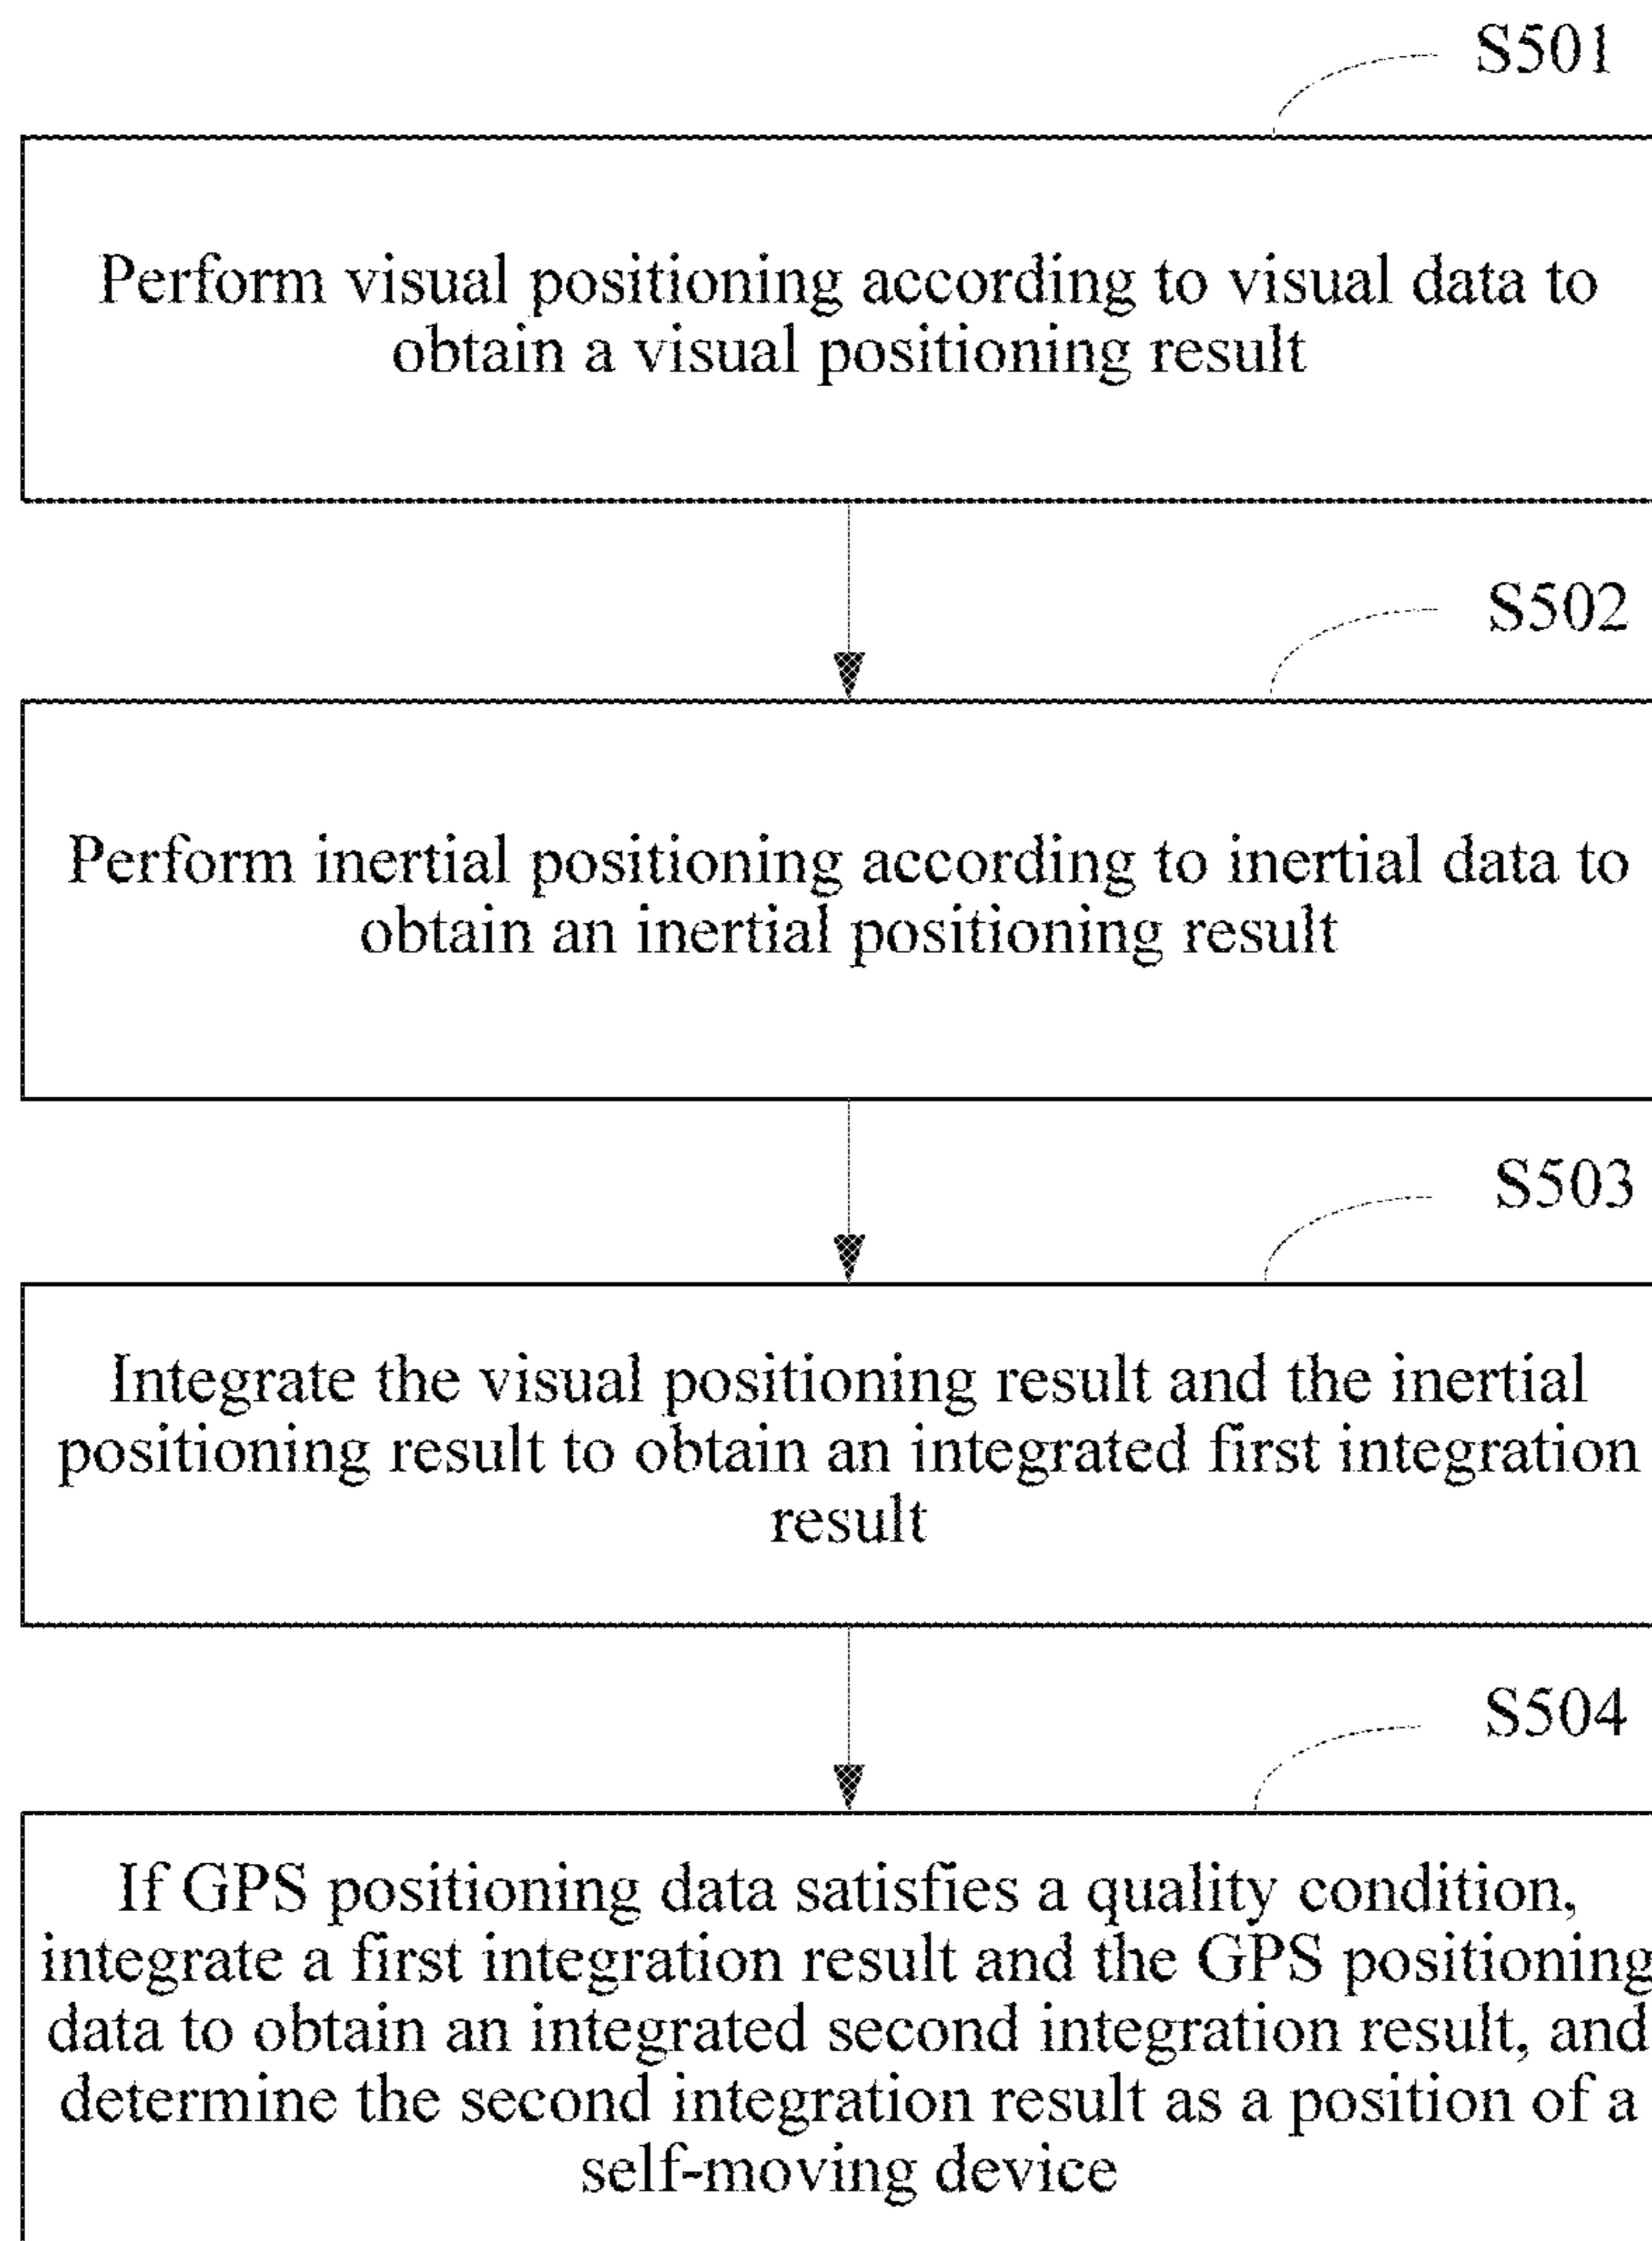 S501
Perform visual positioning according to visual data to
obtain a visual positioning result
S502
Perform inertial positioning according to inertial data to
obtain an inertial positioning result
S503
Integrate the visual positioning result and the inertial
positioning result to obtain an integrated first integration
result
S504
If GPS positioning data satisfies a quality condition,
integrate a first integration result and the GPS positioning
data to obtain an integrated second integration result, and
determine the second integration result as a position of a
self-moving device